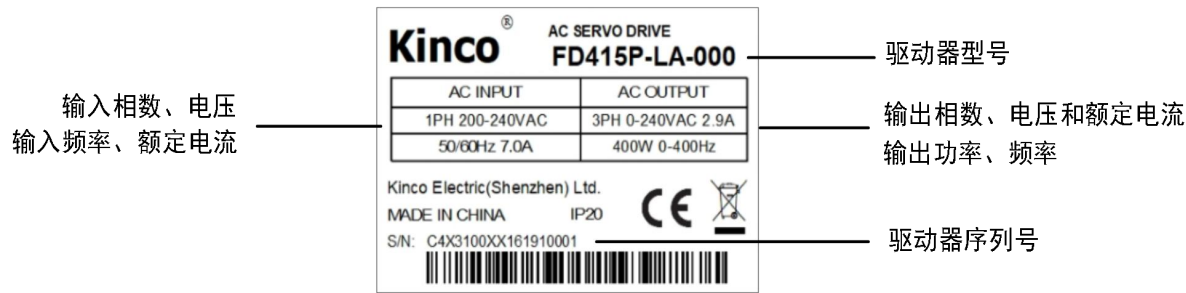 Kinco®
AC SERVO DRIVE
FD415P-LA-000
驱动器型号
AC INPUT
AC OUTPUT
输入相数、电压
输入频率、额定电流
1PH 200-240VAC
3PH 0-240VAC 2.9A
50/60Hz 7.0A
400W 0-400Hz
输出相数、电压和额定电流
输出功率、频率
Kinco Electric(Shenzhen) Ltd.
MADE IN CHINA
IP20
CE
S/N: C4X3100XX161910001
驱动器序列号